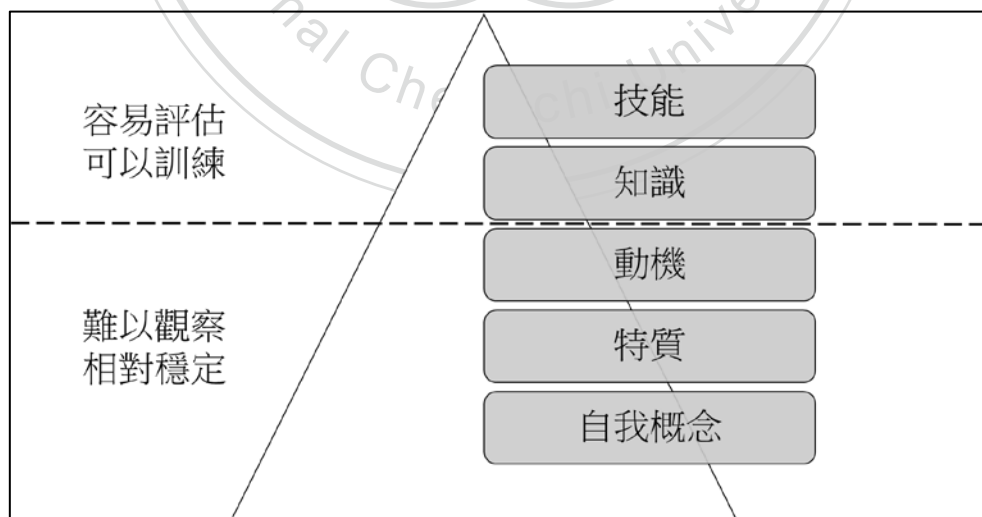 容易評估
可以訓練
難以觀察
相對穩定
技能
知識
動機
特質
自我概念